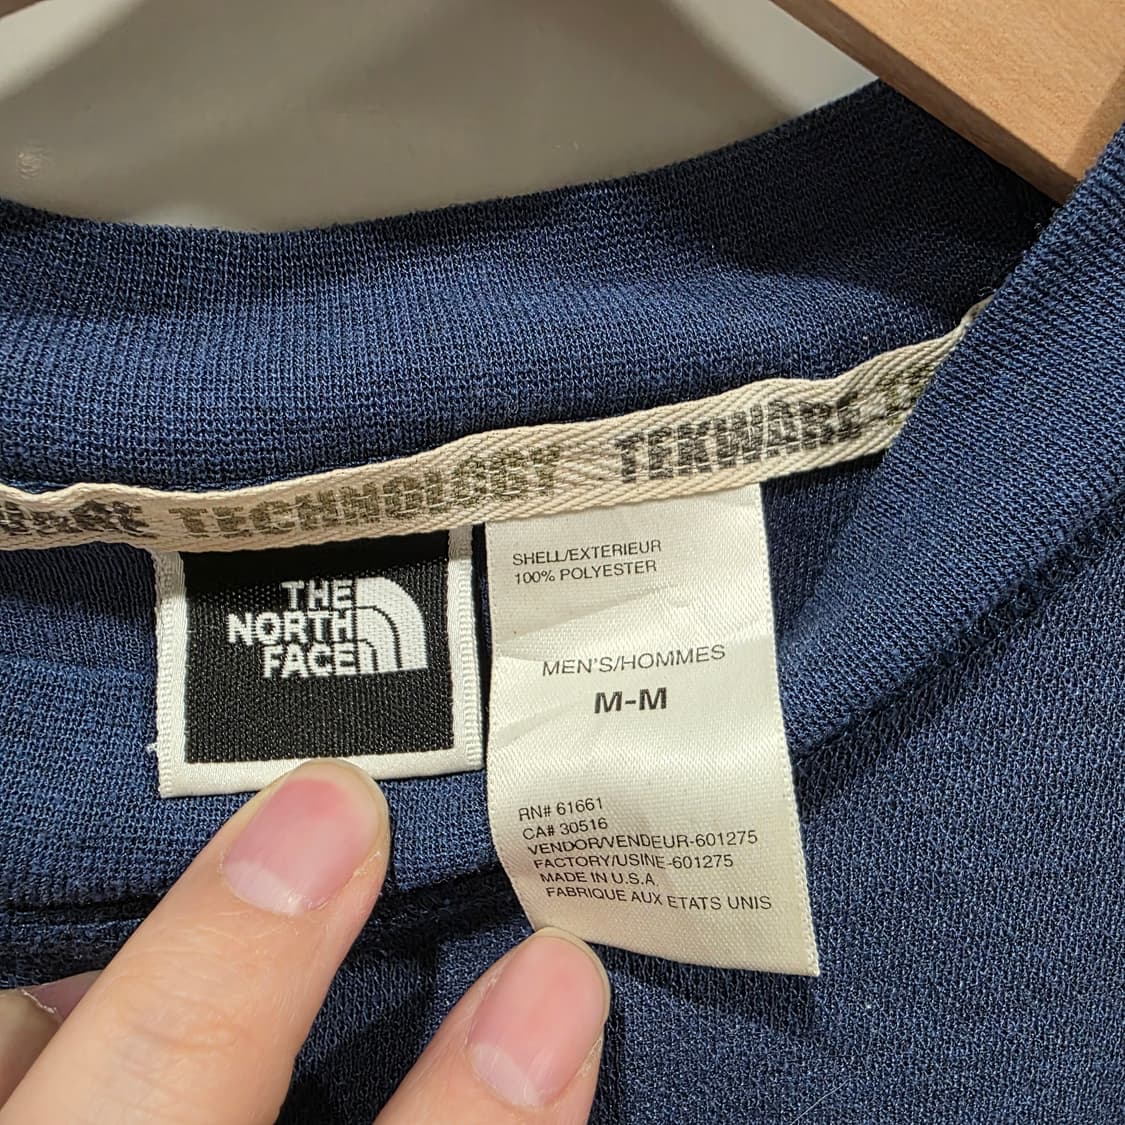 WARE TECHNOLOGY TEKWARE
THE
NORTH
FACE
SHELL/EXTERIEUR
100% POLYESTER
MEN'S/HOMMES
M-M
RN# 61661
CA# 30516
VENDOR/VENDEUR-601275
FACTORY/USINE-601275
MADE IN U.S.A.
FABRIQUE AUX ETATS UNIS